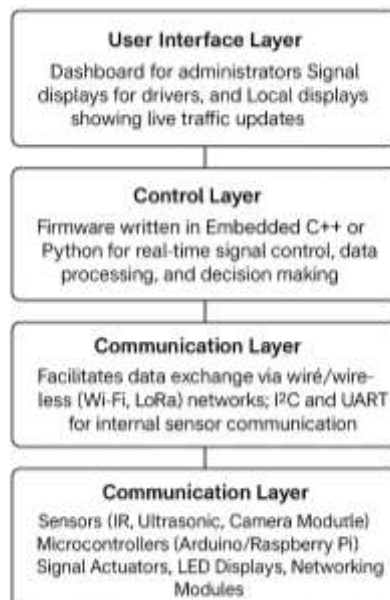 User Interface Layer
Dashboard for administrators Signal
displays for drivers, and Local displays
showing live traffic updates
Control Layer
Firmware written in Embedded C++ or
Python for real-time signal control, data
processing, and decision making
Communication Layer
Facilitates data exchange via wiré/wire-
less (Wi-Fi, LoRa) networks; I²C and UART
for internal sensor communication
Communication Layer
Sensors (IR, Ultrasonic, Camera Modutle)
Microcontrollers (Arduino/Raspberry Pi)
Signal Actuators, LED Displays, Networking
Modules